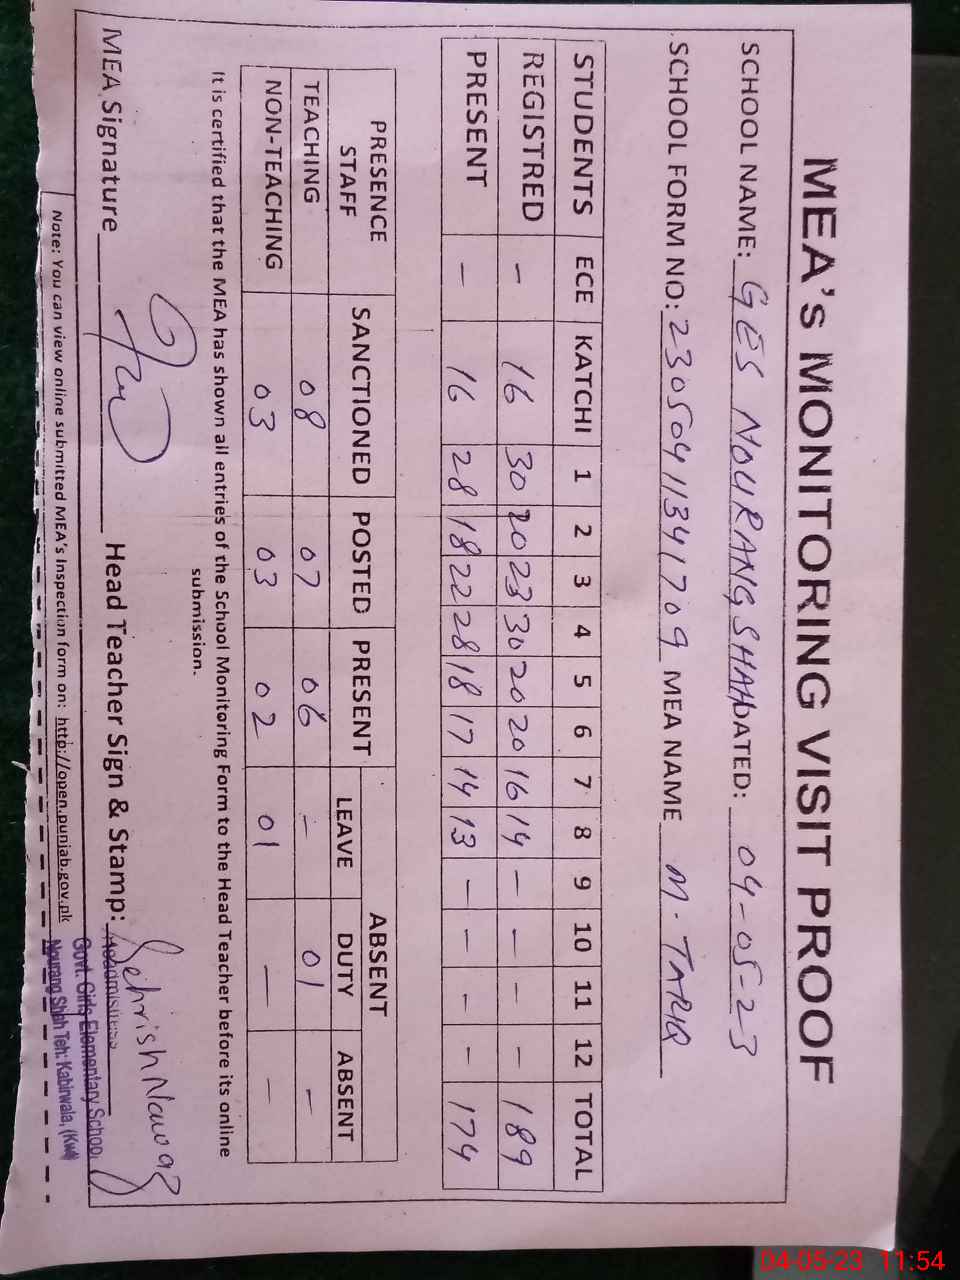 MEA's MONITORING VISIT PROOF
SCHOOL NAME: GES NOURANG SHAH DATED: 04-05-23
SCHOOL FORM NO: 23050411341709 MEA NAME M. TARIQ
STUDENTS ECE KATCHI 1 2 3 4 5 6 7 8 9 10 11 12 TOTAL
REGISTRED - 16 30 20 23 30 20 20 16 14 - - - - 189
PRESENT - 16 28 18 22 28 18 17 14 13 - - - - 174
PRESENCE STAFF SANCTIONED POSTED PRESENT ABSENT
LEAVE DUTY ABSENT
TEACHING 08 07 06 - 01 -
NON-TEACHING 03 03 02 01 - -
It is certified that the MEA has shown all entries of the School Monitoring Form to the Head Teacher before its online
submission.
MEA Signature Head Teacher Sign & Stamp: Sehrish Nawaz
Headmistress
Govt. Girls Elementary School
Nourang Shah Teh: Kabirwala, (Kwl)
Note: You can view online submitted MEA's Inspection form on: http://open.punjab.gov.pk
04-05-23 11:54